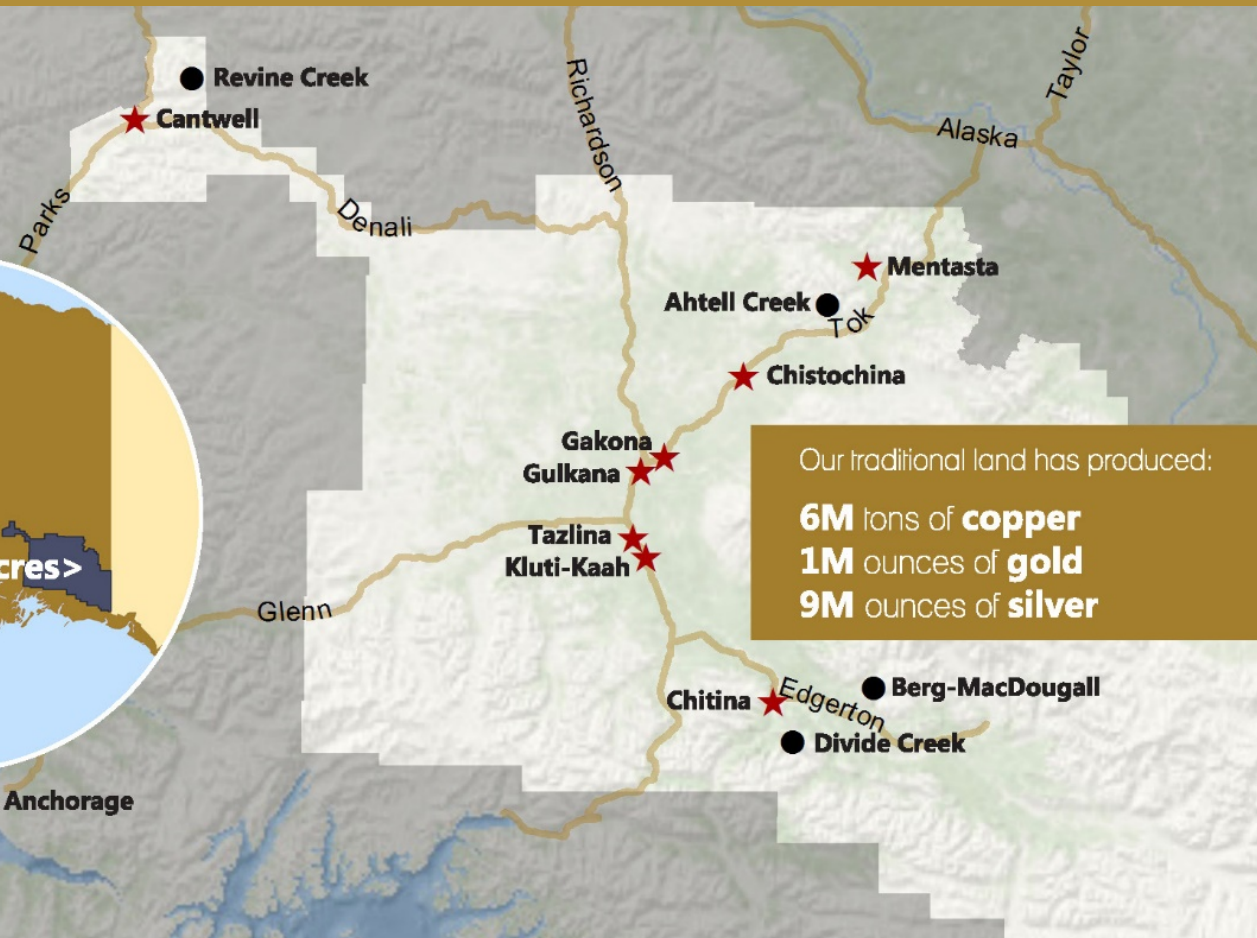 Revine Creek
Cantwell
Richardson
Taylor
Alaska
Parks
Denali
Mentasta
Ahtell Creek
Tok
Chistochina
Gakona
Gulkana
Our traditional land has produced:
6M tons of copper
1M ounces of gold
9M ounces of silver
Tazlina
Kluti-Kaah
cres>
Glenn
Chitina
Edgerton
Berg-MacDougall
Divide Creek
Anchorage